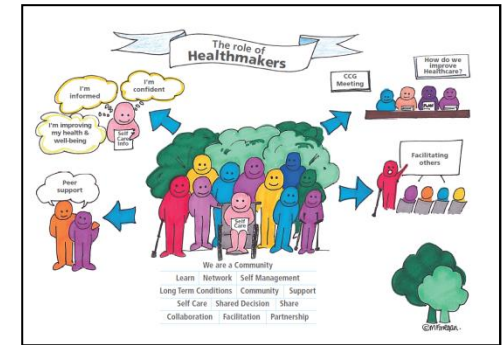 The role of
Healthmakers
I'm
informed
I'm
confident
I'm improving
my health &
well-being
Self
Care
Info
CCG
Meeting
How do we
improve
Healthcare?
Peer
support
Facilitating
others
Self
Care
We are a Community
Learn Network Self Management
Long Term Conditions Community Support
Self Care Shared Decision Share
Collaboration Facilitation Partnership